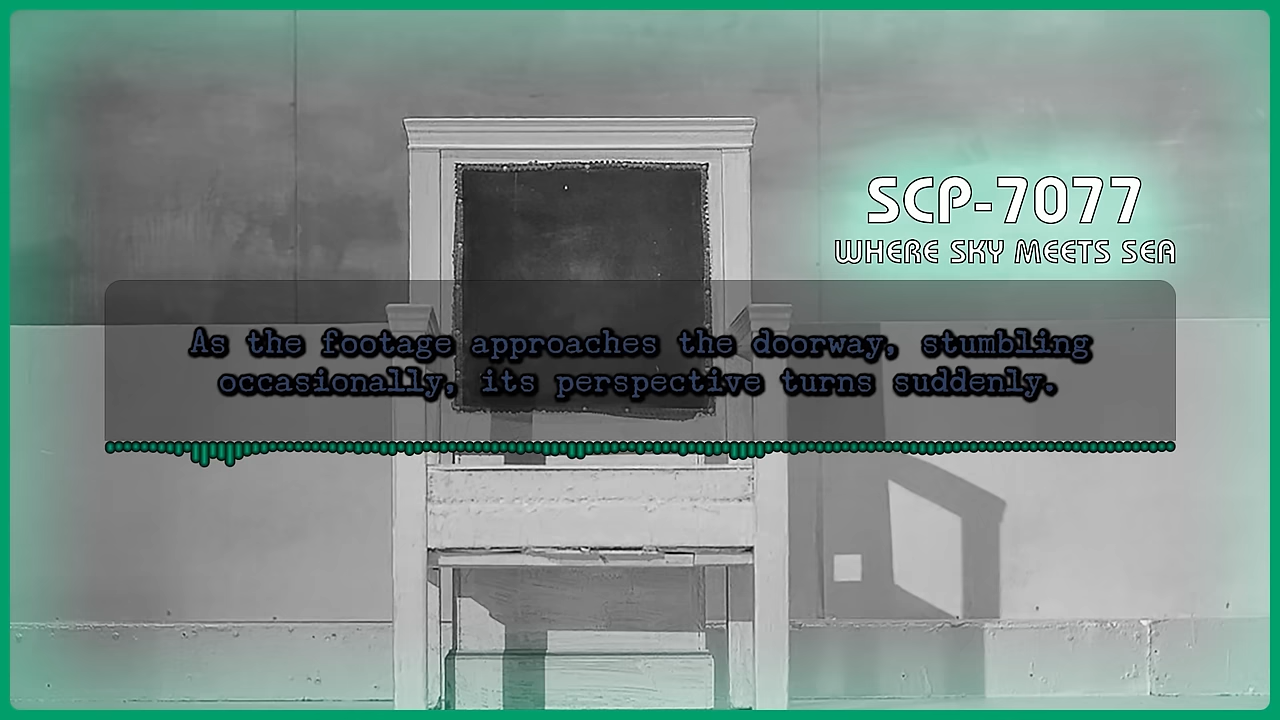 SCP-7077
WHERE SKY MEETS SEA
As the footage approaches the doorway, stumbling
occasionally, its perspective turns suddenly.